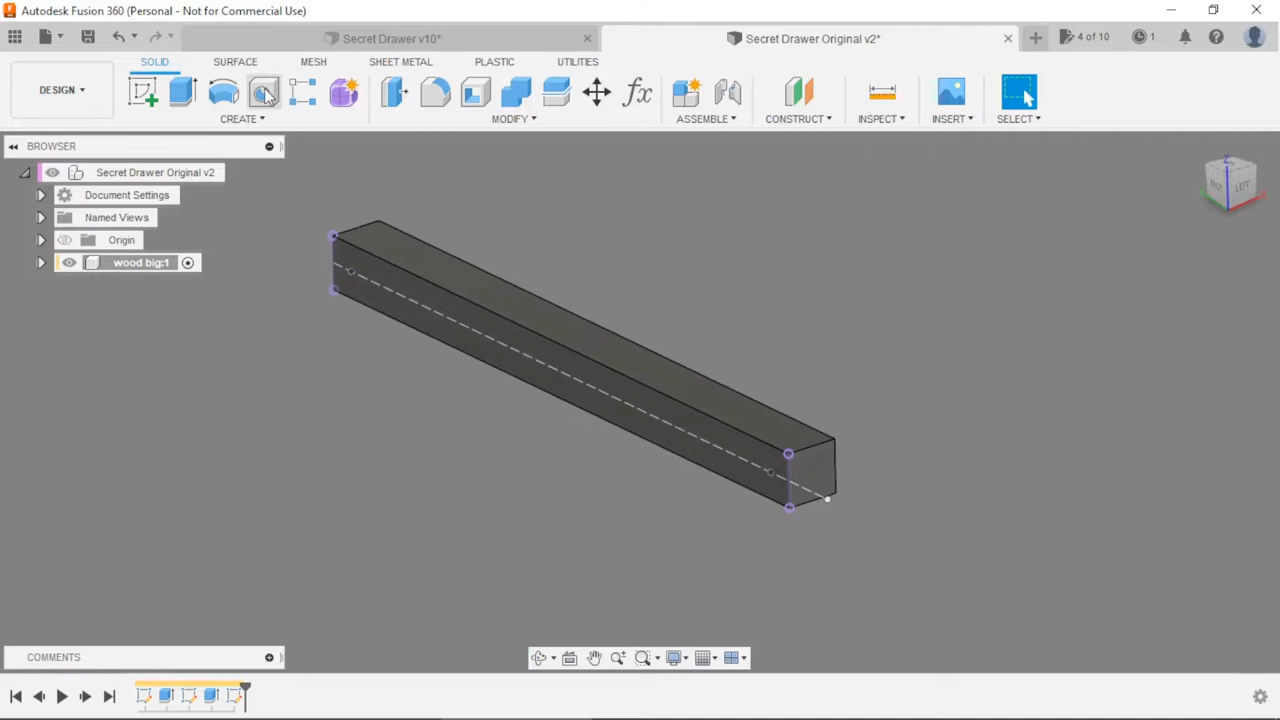 Autodesk Fusion 360 (Personal - Not for Commercial Use)
Secret Drawer v10*
Secret Drawer Original v2*
4 of 10
1
SOLID
SURFACE
MESH
SHEET METAL
PLASTIC
UTILITIES
DESIGN
CREATE
MODIFY
ASSEMBLE
CONSTRUCT
INSPECT
INSERT
SELECT
BROWSER
Secret Drawer Original v2
Document Settings
Named Views
Origin
wood big:1
Z
LEFT
COMMENTS